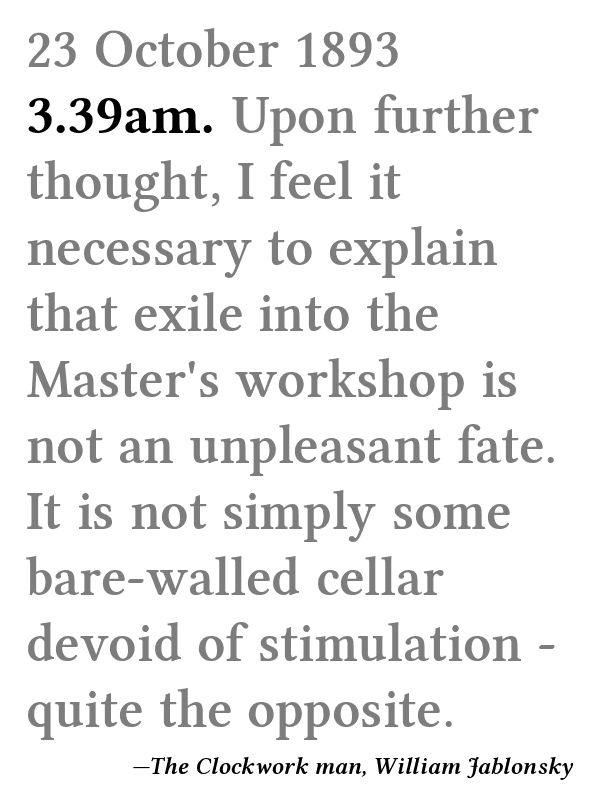 23 October 1893
3.39am. Upon further
thought, I feel it
necessary to explain
that exile into the
Master's workshop is
not an unpleasant fate.
It is not simply some
bare-walled cellar
devoid of stimulation -
quite the opposite.
—The Clockwork man, William Jablonsky